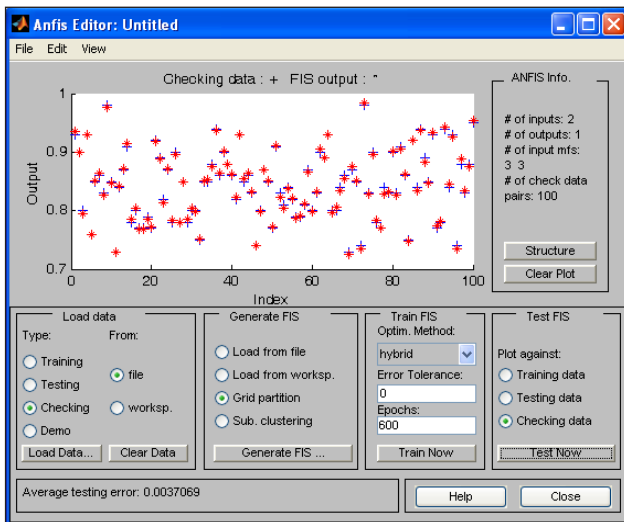 Anfis Editor: Untitled
File Edit View
Checking data : + FIS output : *
1
0.9
0.8
0.7
Output
0 20 40 60 80 100
Index
ANFIS Info.
# of inputs: 2
# of outputs: 1
# of input mfs:
3 3
# of check data
pairs: 100
Structure
Clear Plot
Load data
Type: From:
Training
Testing
Checking
Demo
file
worksp.
Load Data... Clear Data
Generate FIS
Load from file
Load from worksp.
Grid partition
Sub. clustering
Generate FIS ...
Train FIS
Optim. Method:
hybrid
Error Tolerance:
0
Epochs:
600
Train Now
Test FIS
Plot against:
Training data
Testing data
Checking data
Test Now
Average testing error: 0.0037069
Help Close